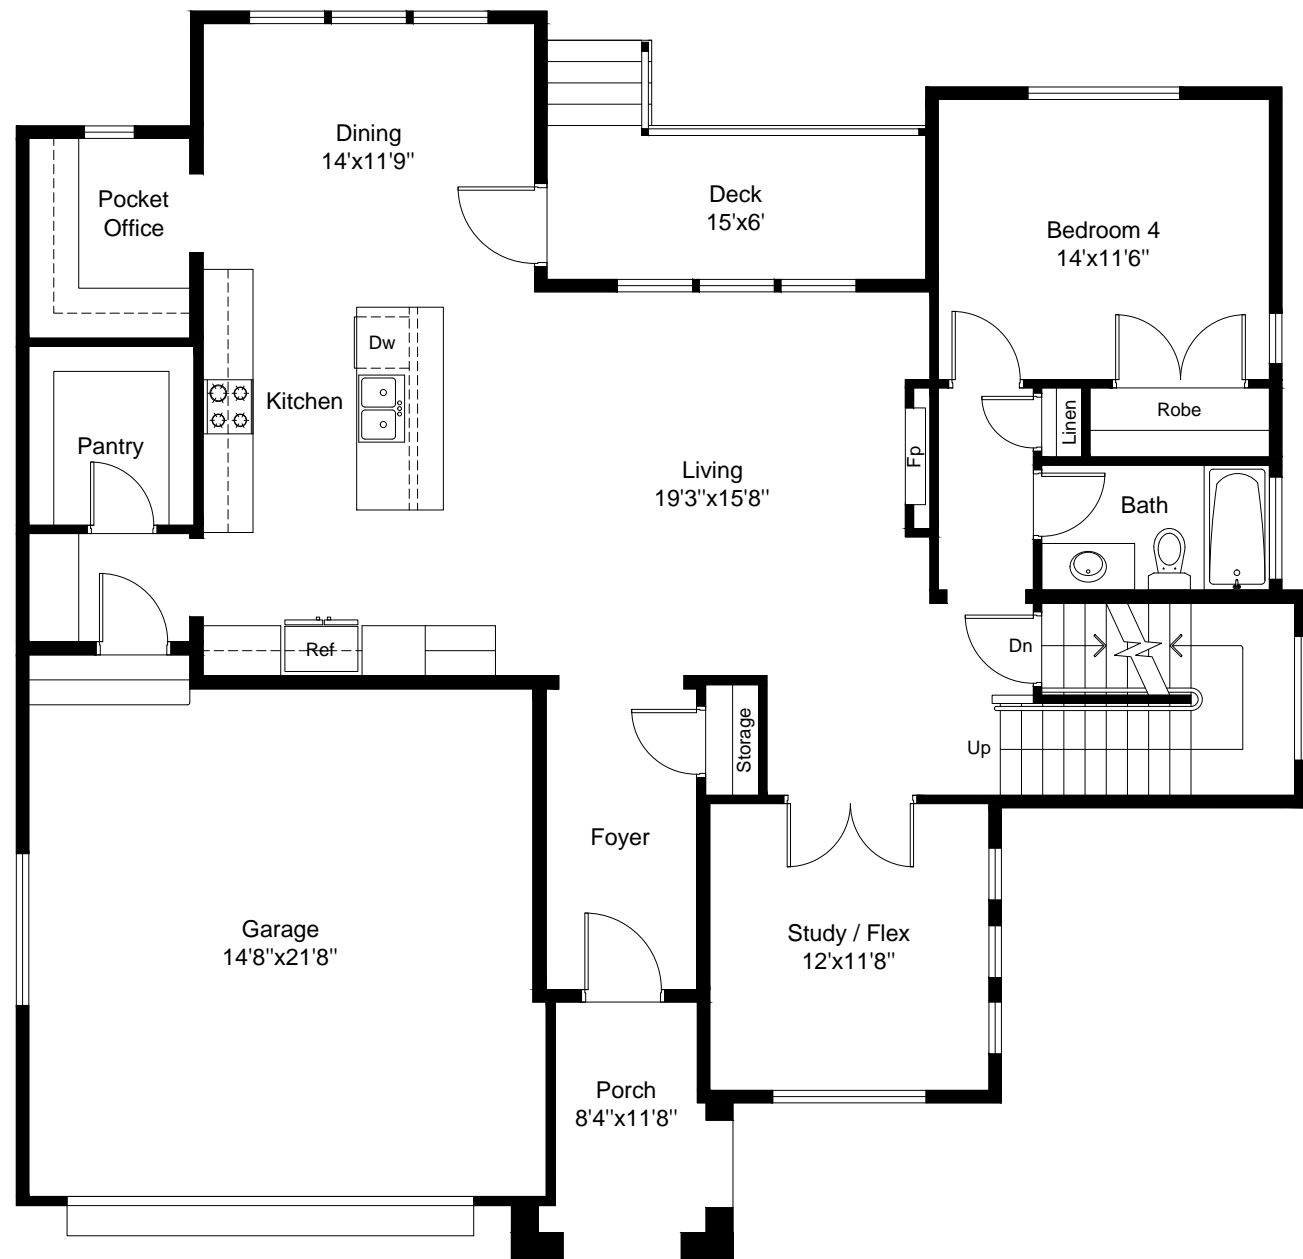 Dining
14'x11'9"
Pocket
Office
Deck
15'x6'
Bedroom 4
14'x11'6"
Dw
Kitchen
Pantry
Living
19'3"x15'8"
Fp
Linen
Robe
Bath
Ref
Dn
Up
Storage
Foyer
Garage
14'8"x21'8"
Study / Flex
12'x11'8"
Porch
8'4"x11'8"